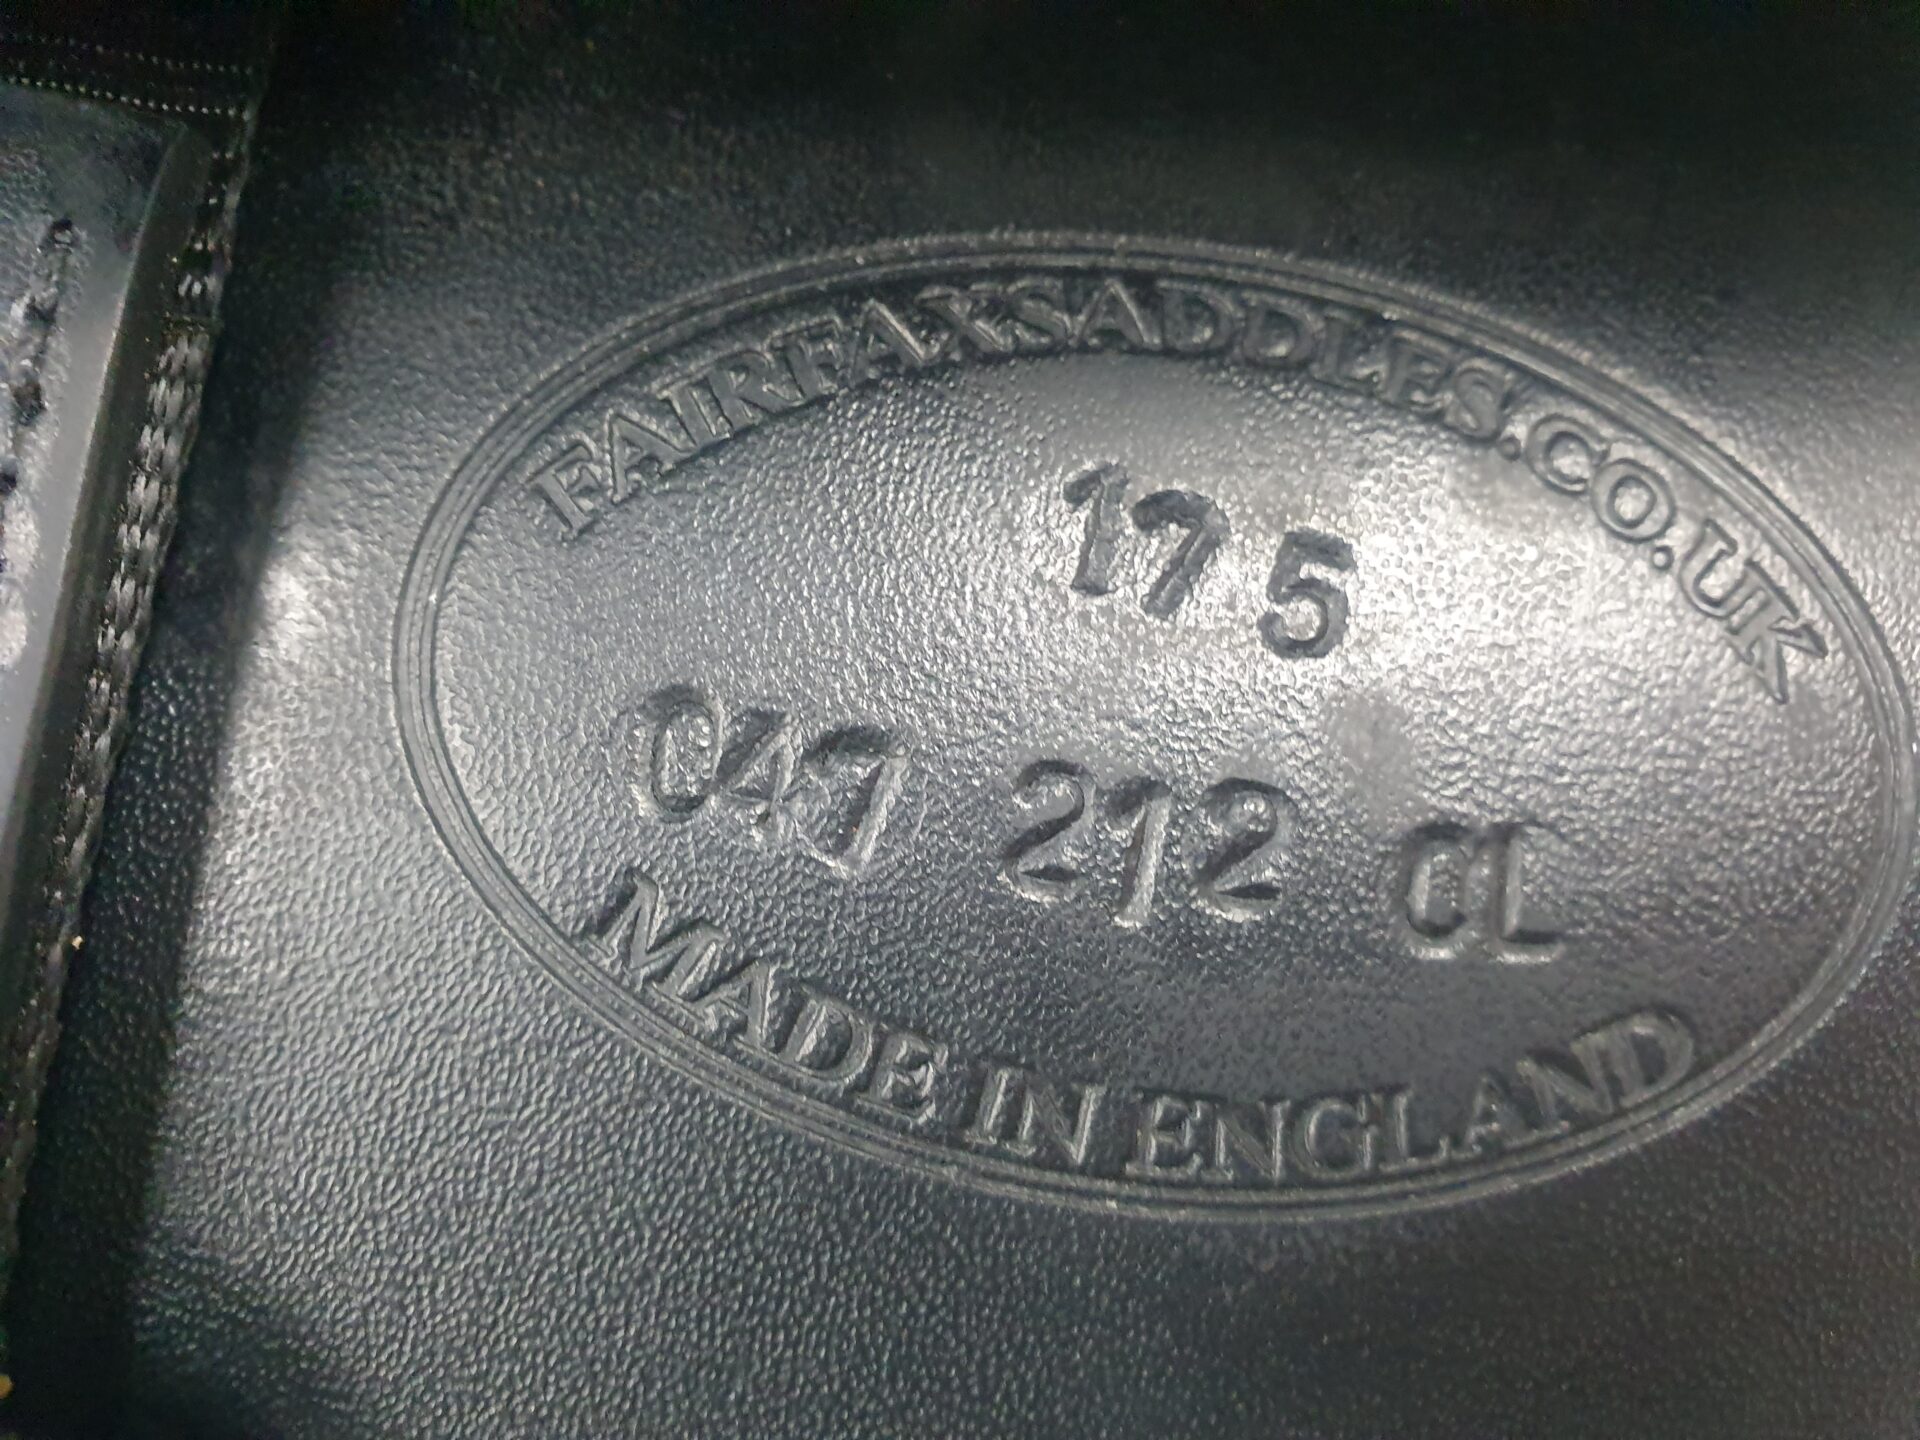 FAIRFAXSADDLES.CO.UK
17 5
047 212 CL
MADE IN ENGLAND